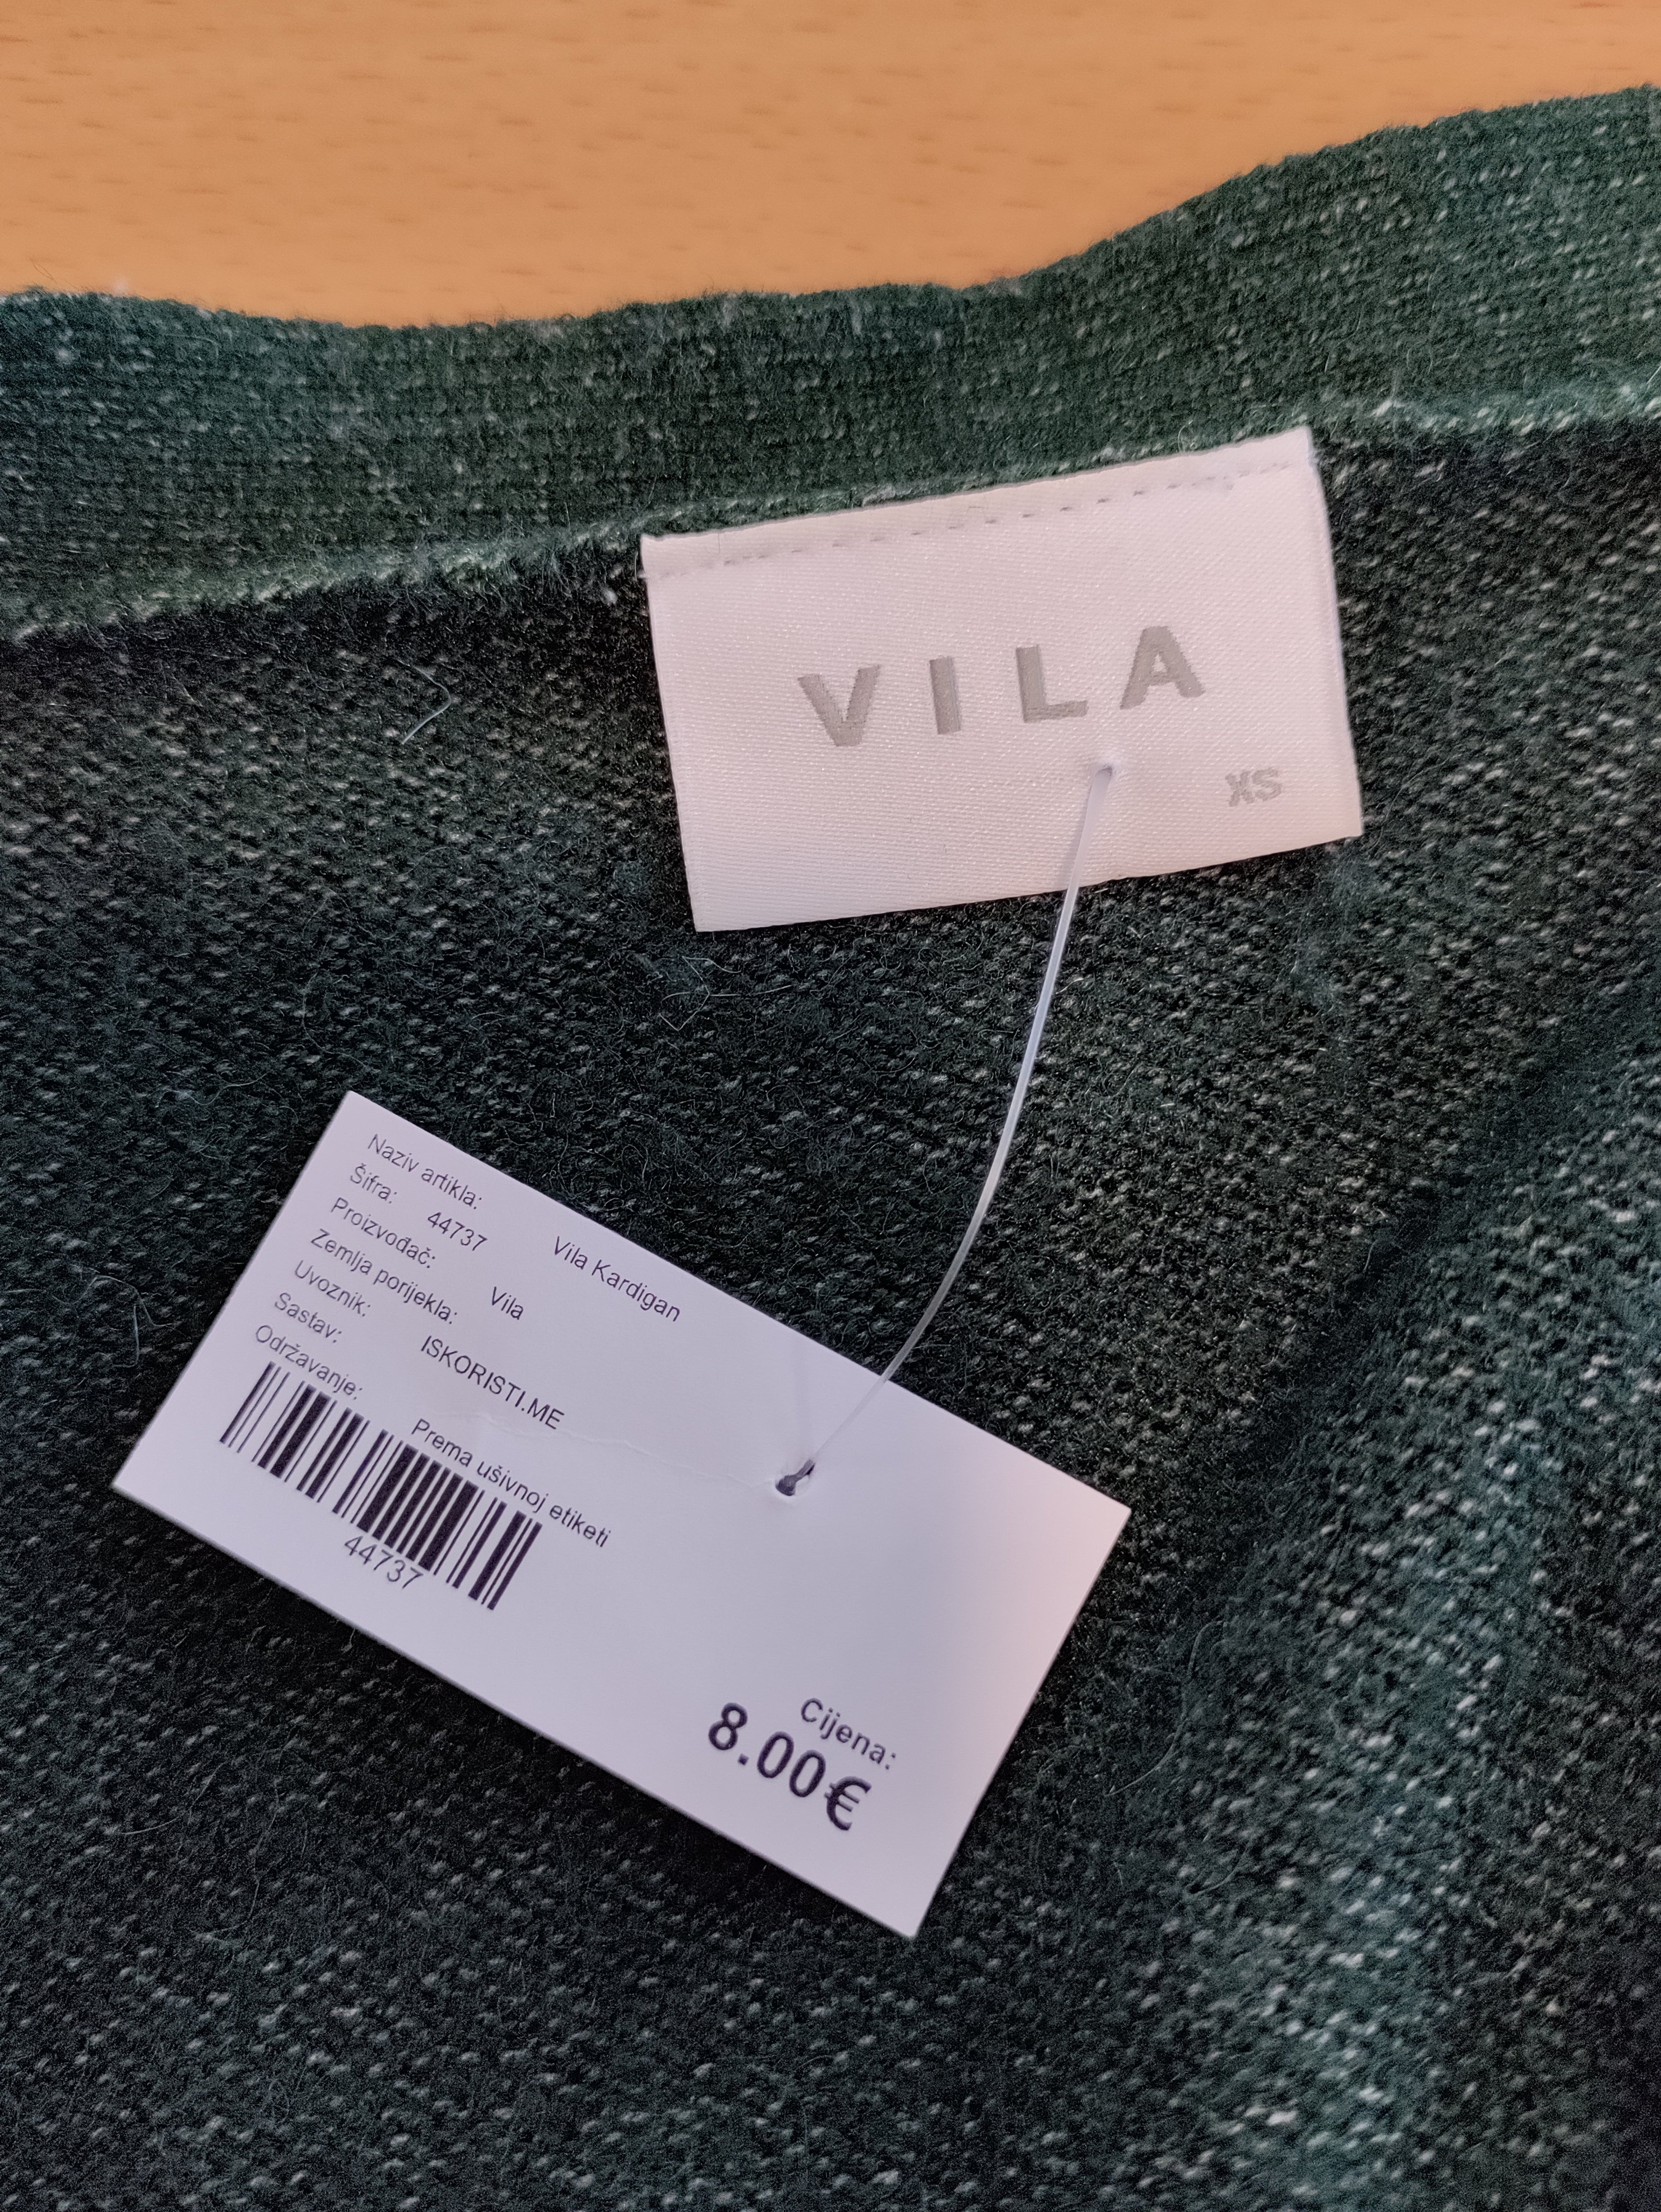 VILA
XS
Naziv artikla: Vila Kardigan
Šifra: 44737
Proizvođač: Vila
Zemlja porijekla:
Uvoznik: ISKORISTI.ME
Sastav:
Održavanje: Prema ušivnoj etiketi
44737
Cijena:
8.00€